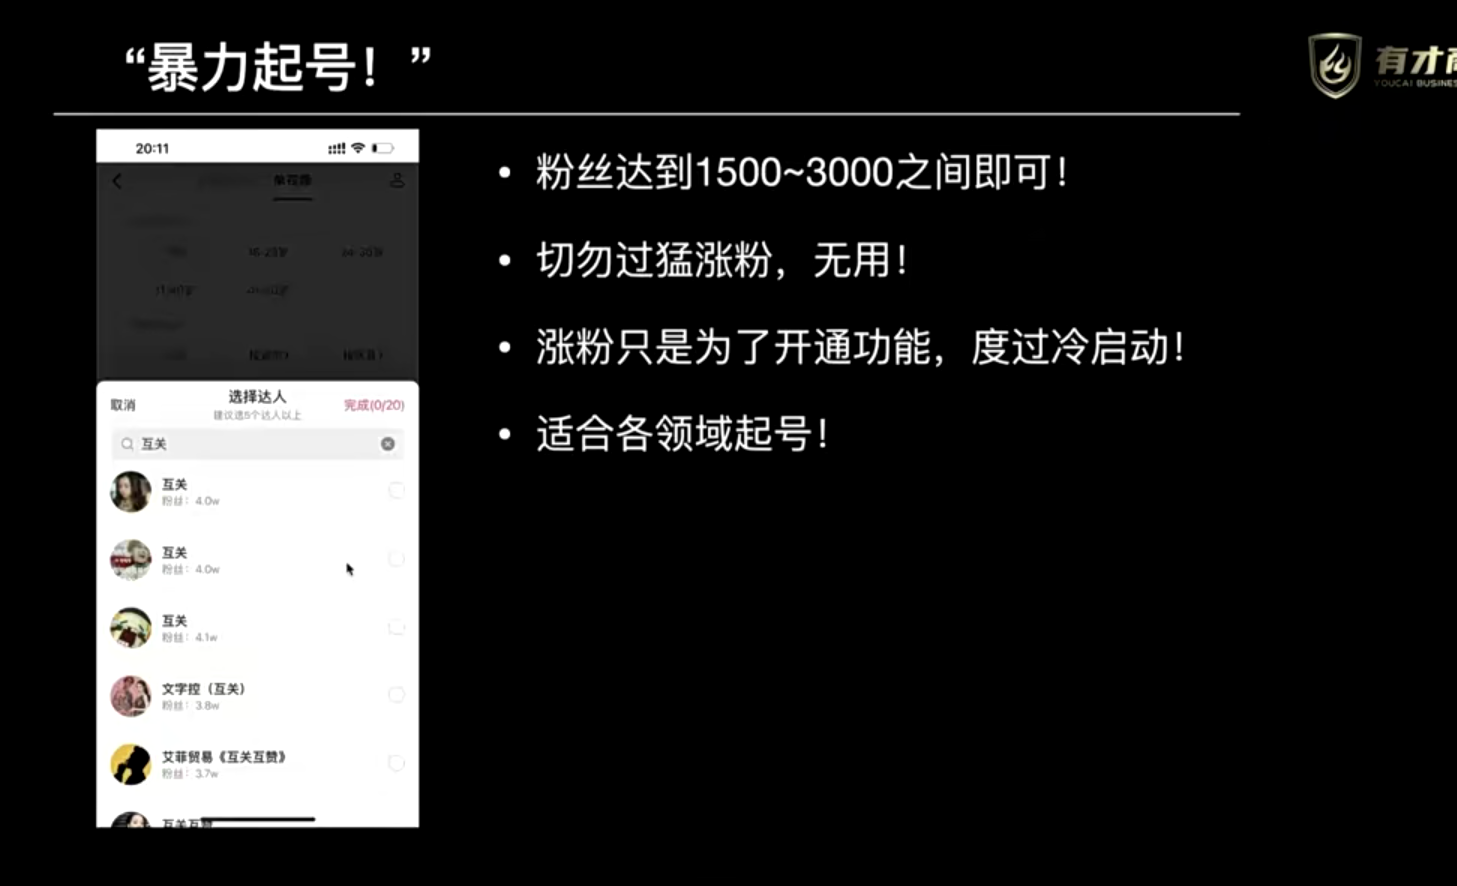 “暴力起号！”
有才商
YOUCAI BUSINES
20:11
单视频
取消
选择达人
完成(0/20)
建议选5个达人以上
互关
互关
粉丝：4.0w
互关
粉丝：4.0w
互关
粉丝：4.1w
文字控（互关）
粉丝：3.8w
艾菲贸易《互关互赞》
粉丝：3.7w
互关互赞
• 粉丝达到1500~3000之间即可！
• 切勿过猛涨粉，无用！
• 涨粉只是为了开通功能，度过冷启动！
• 适合各领域起号！